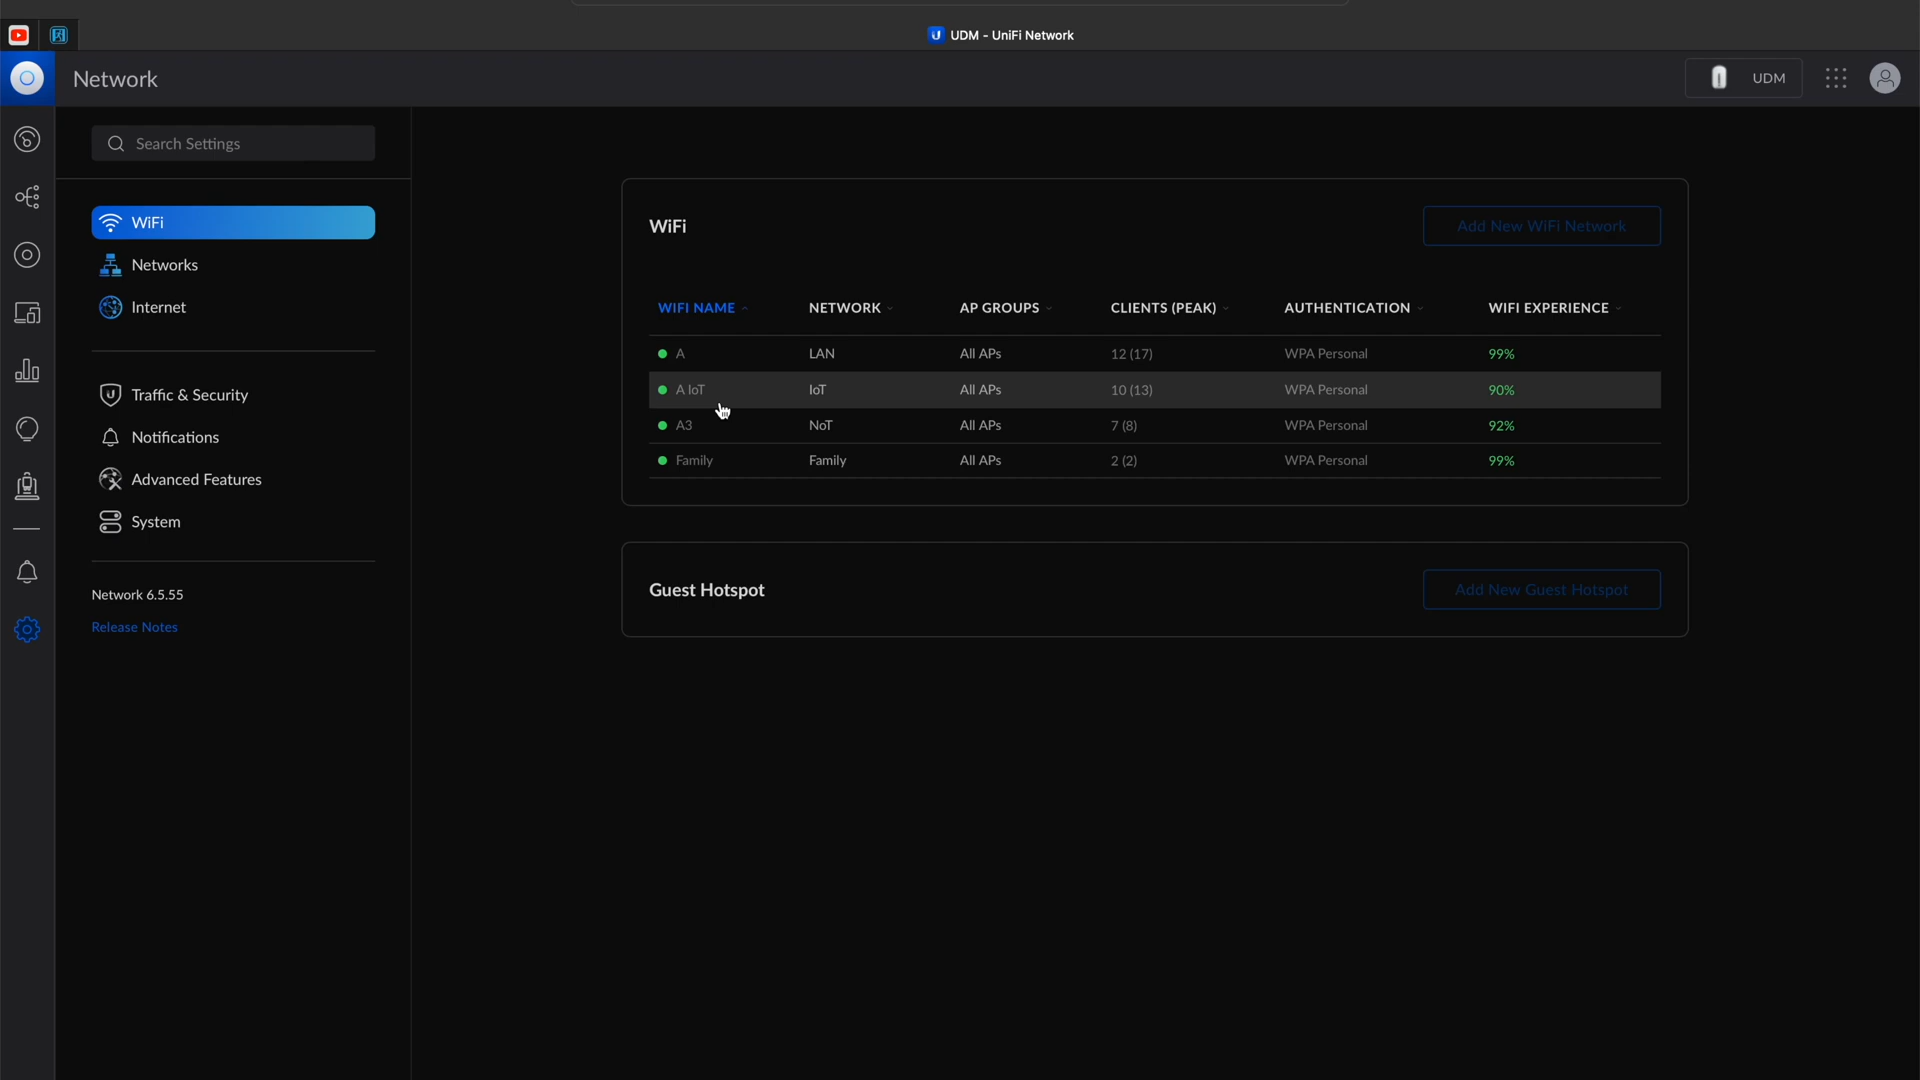 UDM - UniFi Network
Network
UDM
Search Settings
WiFi
Networks
Internet
Traffic & Security
Notifications
Advanced Features
System
Network 6.5.55
Release Notes
WiFi
Add New WiFi Network
WIFI NAME NETWORK AP GROUPS CLIENTS (PEAK) AUTHENTICATION WIFI EXPERIENCE
A LAN All APs 12 (17) WPA Personal 99%
A IoT IoT All APs 10 (13) WPA Personal 90%
A3 NoT All APs 7 (8) WPA Personal 92%
Family Family All APs 2 (2) WPA Personal 99%
Guest Hotspot
Add New Guest Hotspot